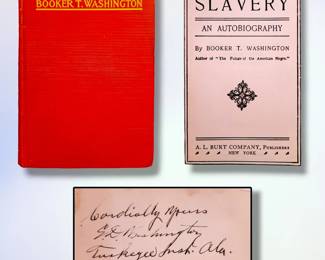 BOOKER T. WASHINGTON
SLAVERY
AN AUTOBIOGRAPHY
By BOOKER T. WASHINGTON
Author of "The Future of the American Negro."
A. L. BURT COMPANY, Publishers
NEW YORK
Cordially Yours
Washington
Tuskegee Inst. Ala.